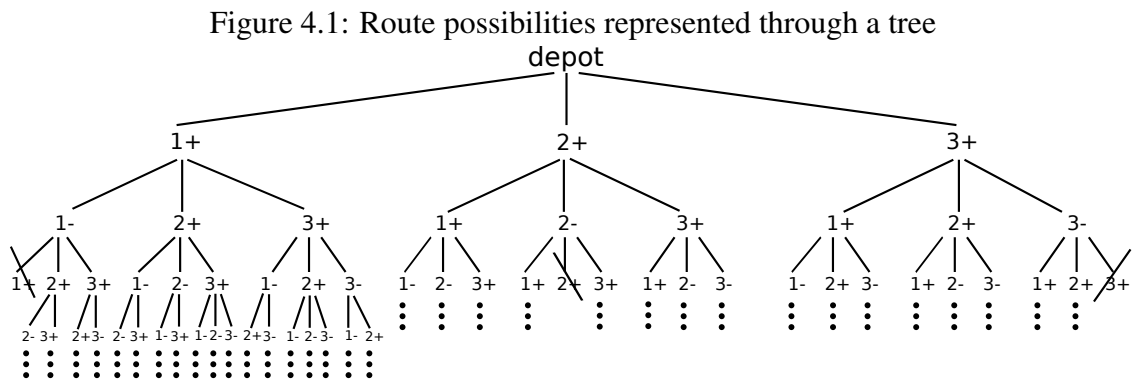 Figure 4.1: Route possibilities represented through a tree
depot
1+ 2+ 3+
1- 2+ 3+ 1+ 2- 3+ 1+ 2+ 3-
1+ 2+ 3+ 1- 2- 3+ 1- 2+ 3- 1- 2- 3+ 1+ 2+ 3+ 1+ 2- 3- 1- 2+ 3- 1+ 2- 3- 1+ 2+ 3+
2- 3+ 2+ 3- 2- 3+ 1- 3+ 1- 2- 3- 2+ 3- 1- 2- 3- 1- 2+